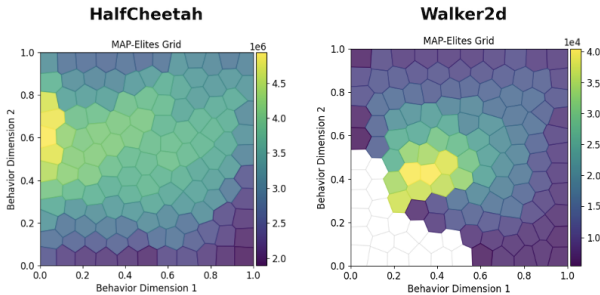 HalfCheetah
MAP-Elites Grid
1e6
1.0
0.8
0.6
0.4
0.2
0.0
Behavior Dimension 2
0.0 0.2 0.4 0.6 0.8 1.0
Behavior Dimension 1
4.5
4.0
3.5
3.0
2.5
2.0
Walker2d
MAP-Elites Grid
1e4
1.0
0.8
0.6
0.4
0.2
0.0
Behavior Dimension 2
0.0 0.2 0.4 0.6 0.8 1.0
Behavior Dimension 1
4.0
3.5
3.0
2.5
2.0
1.5
1.0